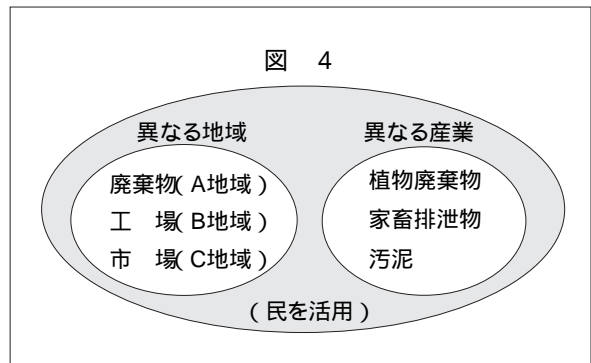 図　4
異なる地域
廃棄物（A地域）
工　場（B地域）
市　場（C地域）
異なる産業
植物廃棄物
家畜排泄物
汚泥
（民を活用）